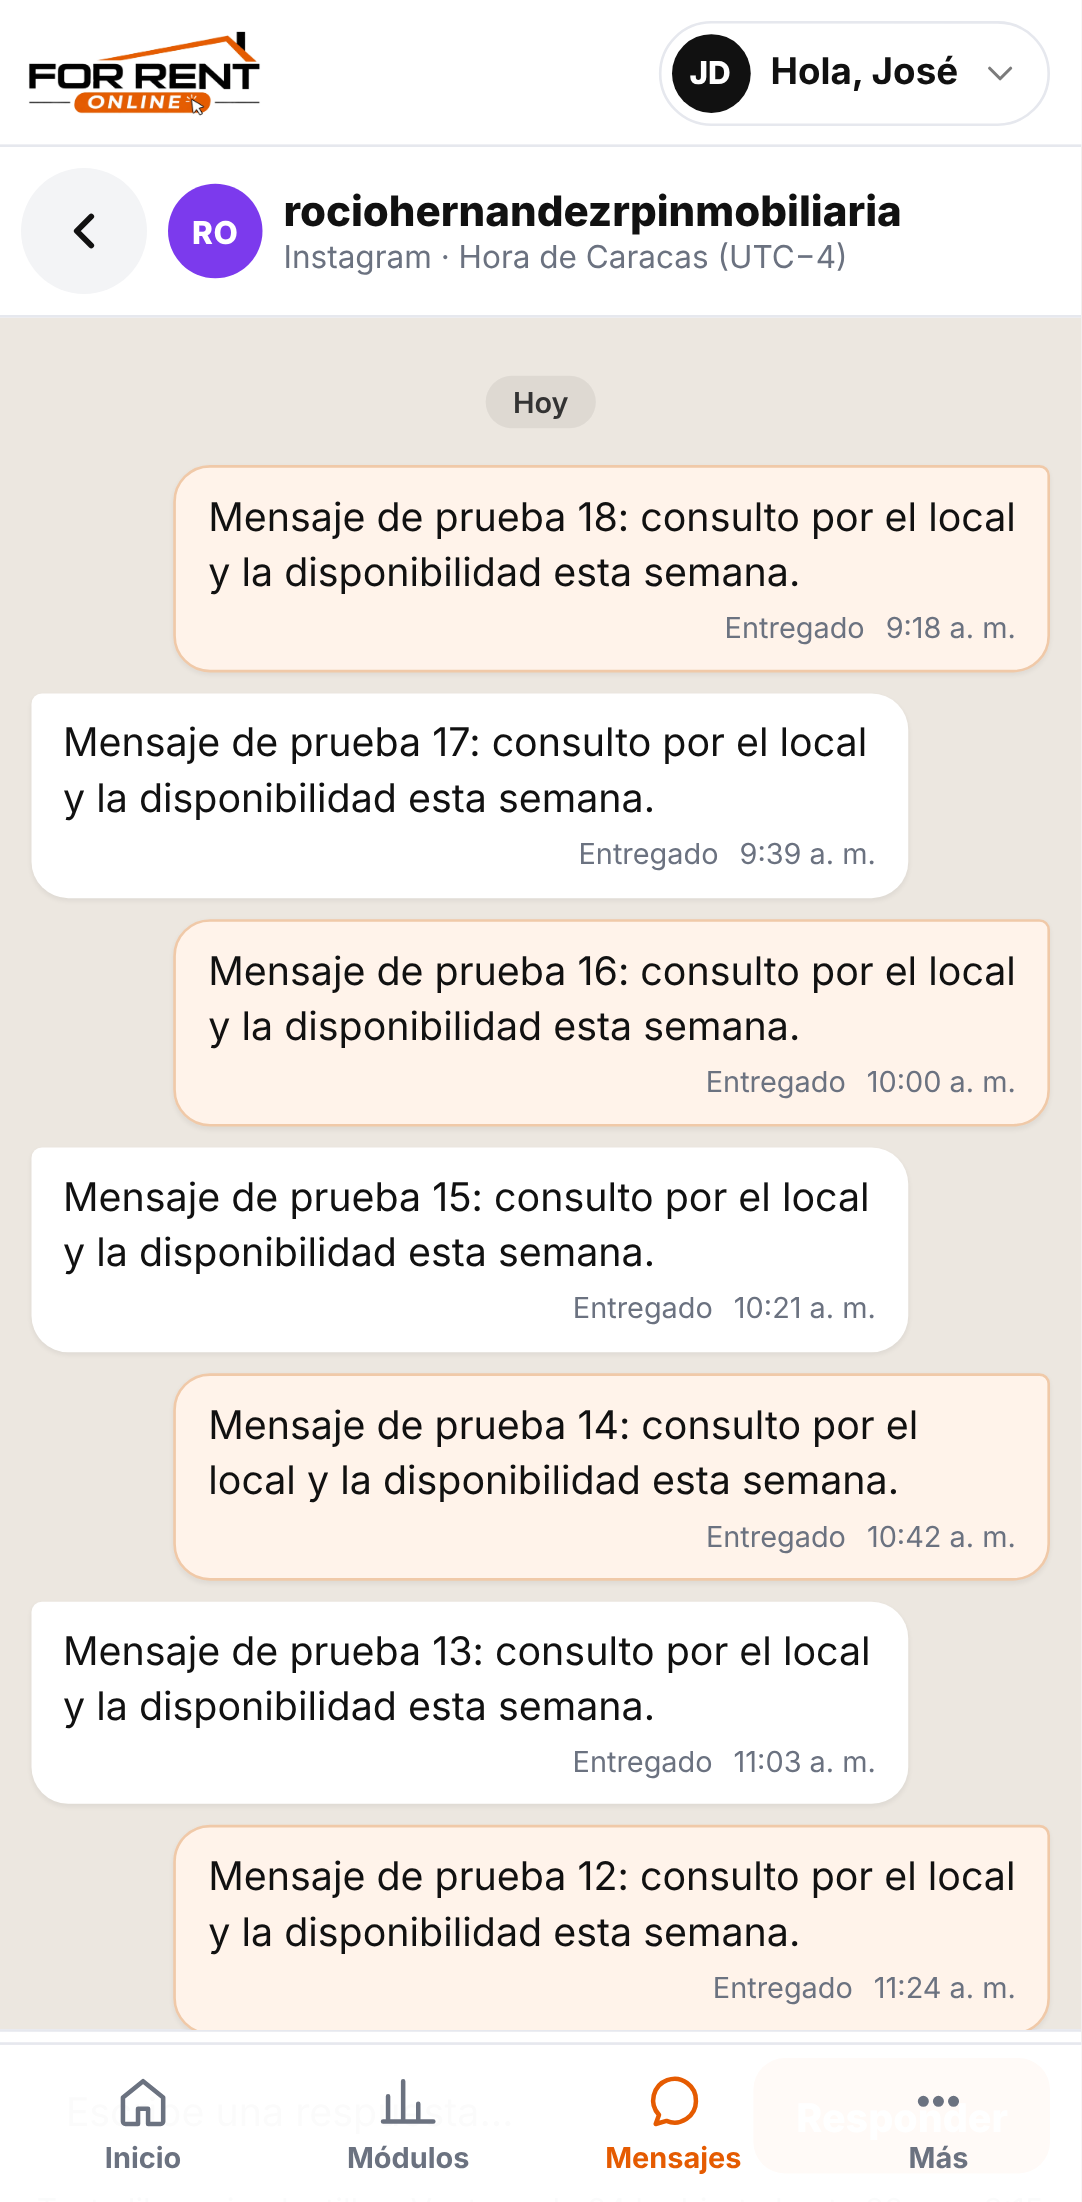 FOR RENT
ONLINE
JD Hola, José
RO
rociohernandezrpinmobiliaria
Instagram · Hora de Caracas (UTC−4)
Hoy
Mensaje de prueba 18: consulto por el local
y la disponibilidad esta semana.
Entregado 9:18 a. m.
Mensaje de prueba 17: consulto por el local
y la disponibilidad esta semana.
Entregado 9:39 a. m.
Mensaje de prueba 16: consulto por el local
y la disponibilidad esta semana.
Entregado 10:00 a. m.
Mensaje de prueba 15: consulto por el local
y la disponibilidad esta semana.
Entregado 10:21 a. m.
Mensaje de prueba 14: consulto por el
local y la disponibilidad esta semana.
Entregado 10:42 a. m.
Mensaje de prueba 13: consulto por el local
y la disponibilidad esta semana.
Entregado 11:03 a. m.
Mensaje de prueba 12: consulto por el local
y la disponibilidad esta semana.
Entregado 11:24 a. m.
Escribe una respuesta... Responder
Inicio Módulos Mensajes Más